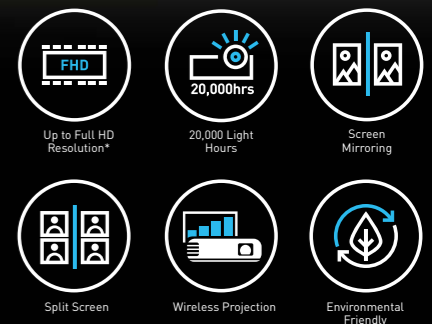 FHD
20,000hrs
Up to Full HD
Resolution*
20,000 Light
Hours
Screen
Mirroring
Split Screen
Wireless Projection
Environmental
Friendly